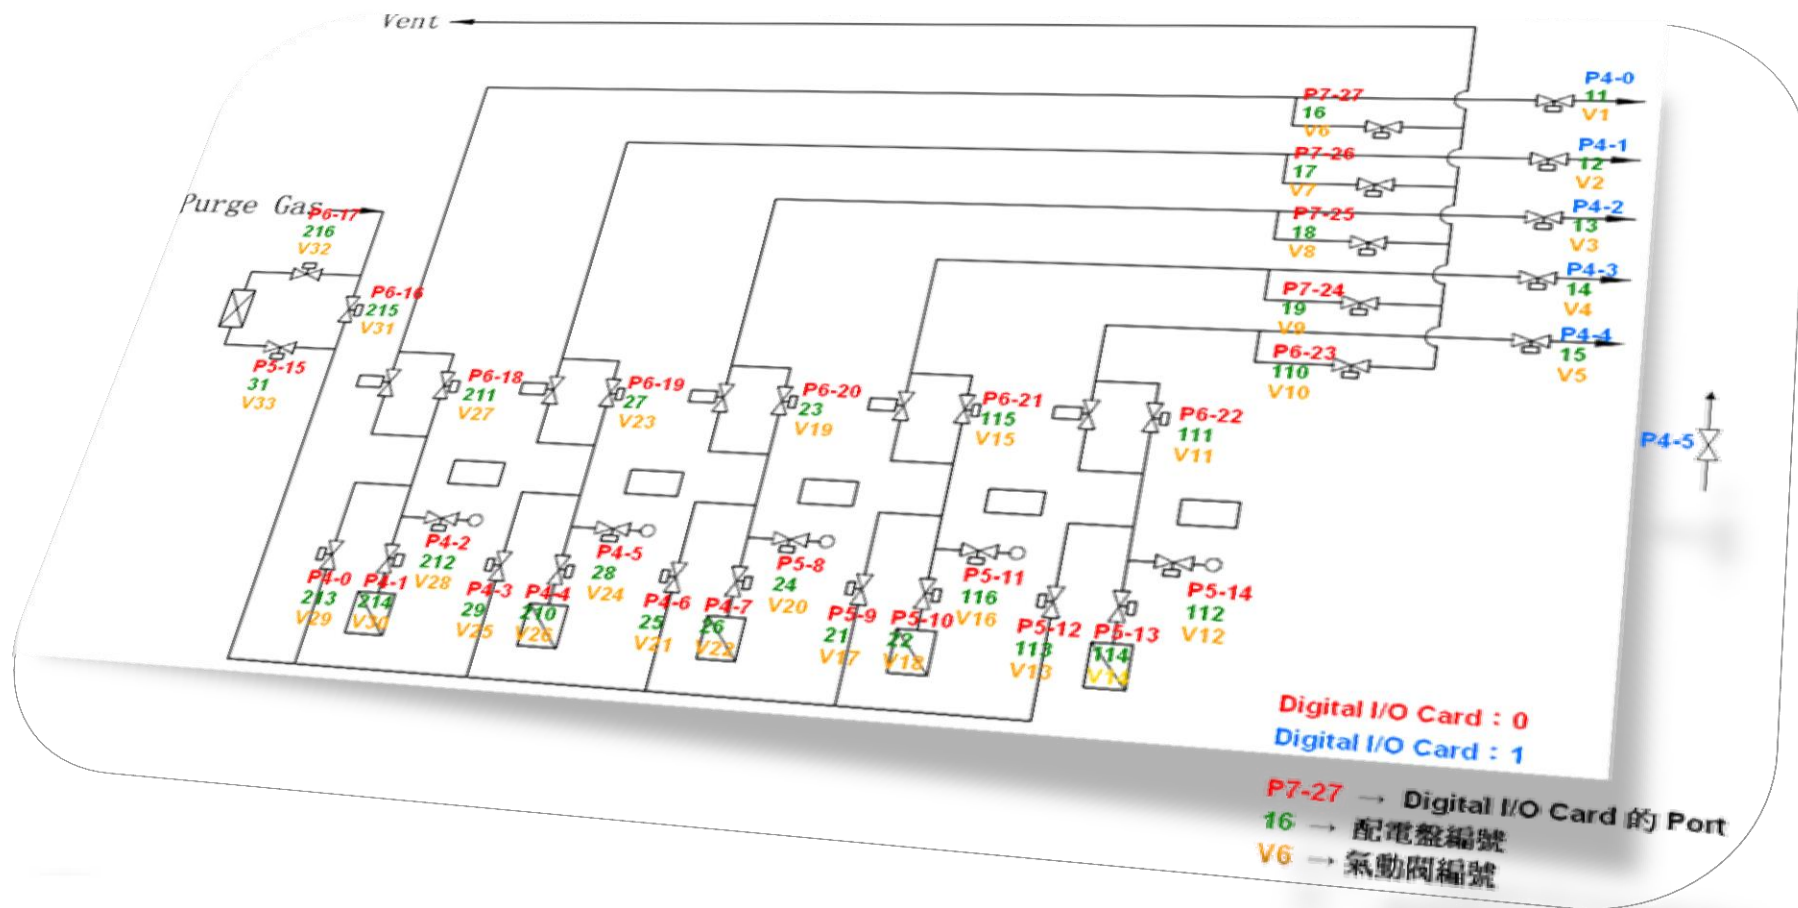 Vent
P4-0
11
V1
P7-27
16
V6
P4-1
12
V2
P7-26
17
V7
P4-2
13
V3
P7-25
18
V8
P4-3
14
V4
P7-24
19
V9
P4-4
15
V5
P6-23
110
V10
Purge Gas
P6-17
216
V32
P6-16
215
V31
P5-15
31
V33
P6-18
211
V27
P6-19
27
V23
P6-20
23
V19
P6-21
115
V15
P6-22
111
V11
P4-5
P4-2
212
V28
P4-5
28
V24
P5-8
24
V20
P5-11
116
V16
P5-14
112
V12
P4-0
213
V29
P4-1
214
V30
P4-3
29
V25
P4-4
210
V26
P4-6
25
V21
P4-7
26
V22
P5-9
21
V17
P5-10
22
V18
P5-12
113
V13
P5-13
114
V14
Digital I/O Card：0
Digital I/O Card：1
P7-27 → Digital I/O Card 的 Port
16 → 配電盤編號
V6 → 氣動閥編號